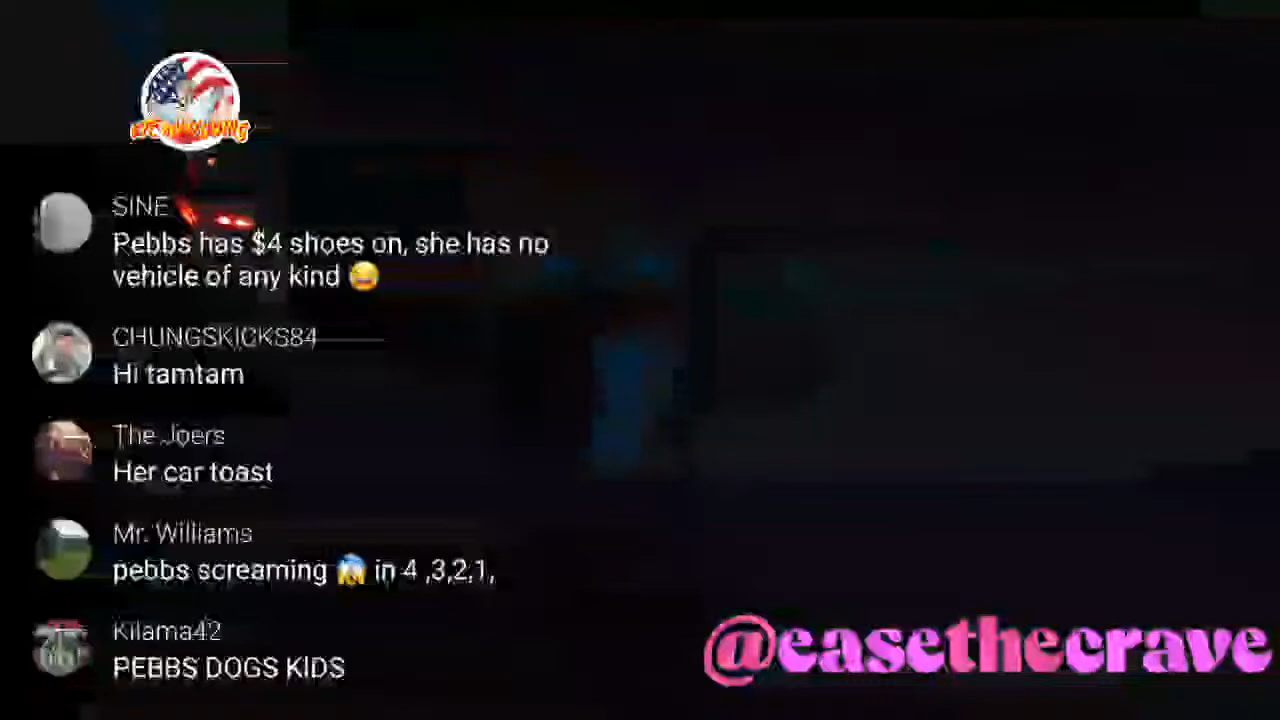 SINE
Pebbs has $4 shoes on, she has no
vehicle of any kind 😂
CHUNGSKICKS84
Hi tamtam
The Joers
Her car toast
Mr. Williams
pebbs screaming 😱 in 4 ,3,2,1,
Kilama42
PEBBS DOGS KIDS
@easethecrave